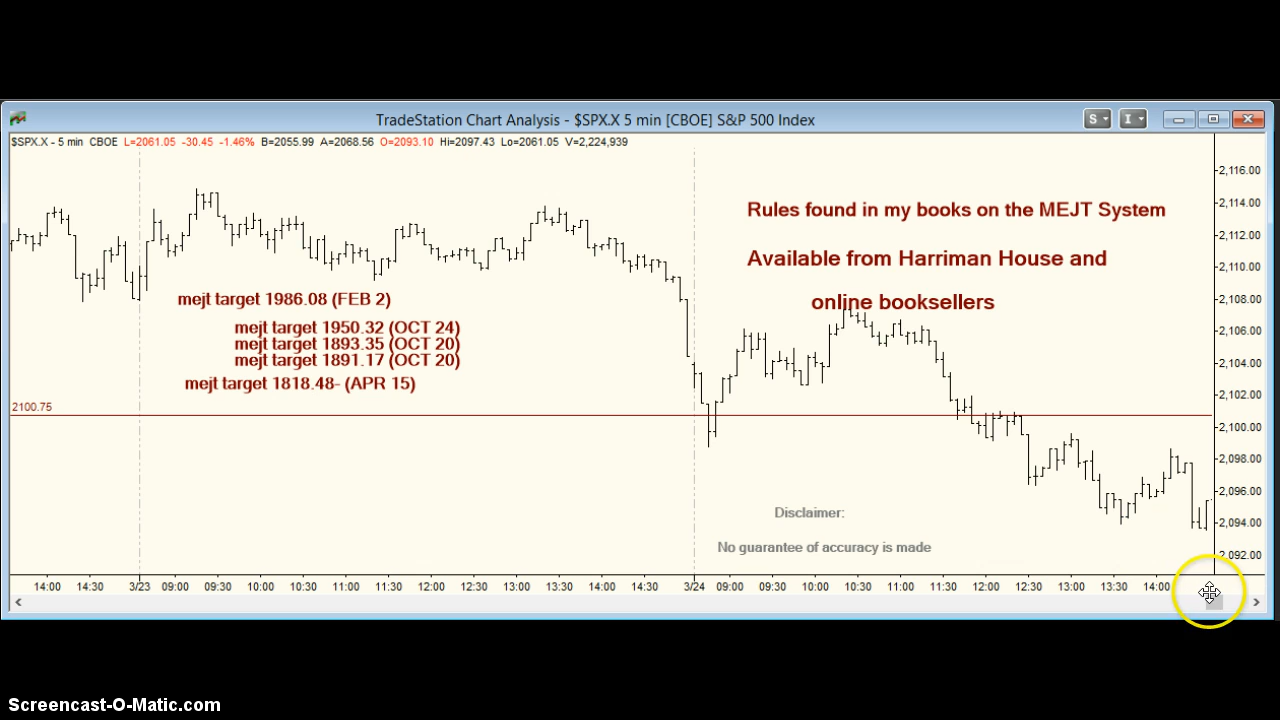 TradeStation Chart Analysis - $SPX.X 5 min [CBOE] S&P 500 Index
S I
$SPX.X - 5 min CBOE L=2061.05 -30.45 -1.46% B=2055.99 A=2068.56 O=2093.10 Hi=2097.43 Lo=2061.05 V=2,224,939
2,116.00
2,114.00
2,112.00
2,110.00
2,108.00
2,106.00
2,104.00
2,102.00
2,100.00
2,098.00
2,096.00
2,094.00
2,092.00
Rules found in my books on the MEJT System
Available from Harriman House and
online booksellers
mejt target 1986.08 (FEB 2)
mejt target 1950.32 (OCT 24)
mejt target 1893.35 (OCT 20)
mejt target 1891.17 (OCT 20)
mejt target 1818.48- (APR 15)
2100.75
Disclaimer:
No guarantee of accuracy is made
14:00 14:30 3/23 09:00 09:30 10:00 10:30 11:00 11:30 12:00 12:30 13:00 13:30 14:00 14:30 3/24 09:00 09:30 10:00 10:30 11:00 11:30 12:00 12:30 13:00 13:30 14:00
Screencast-O-Matic.com